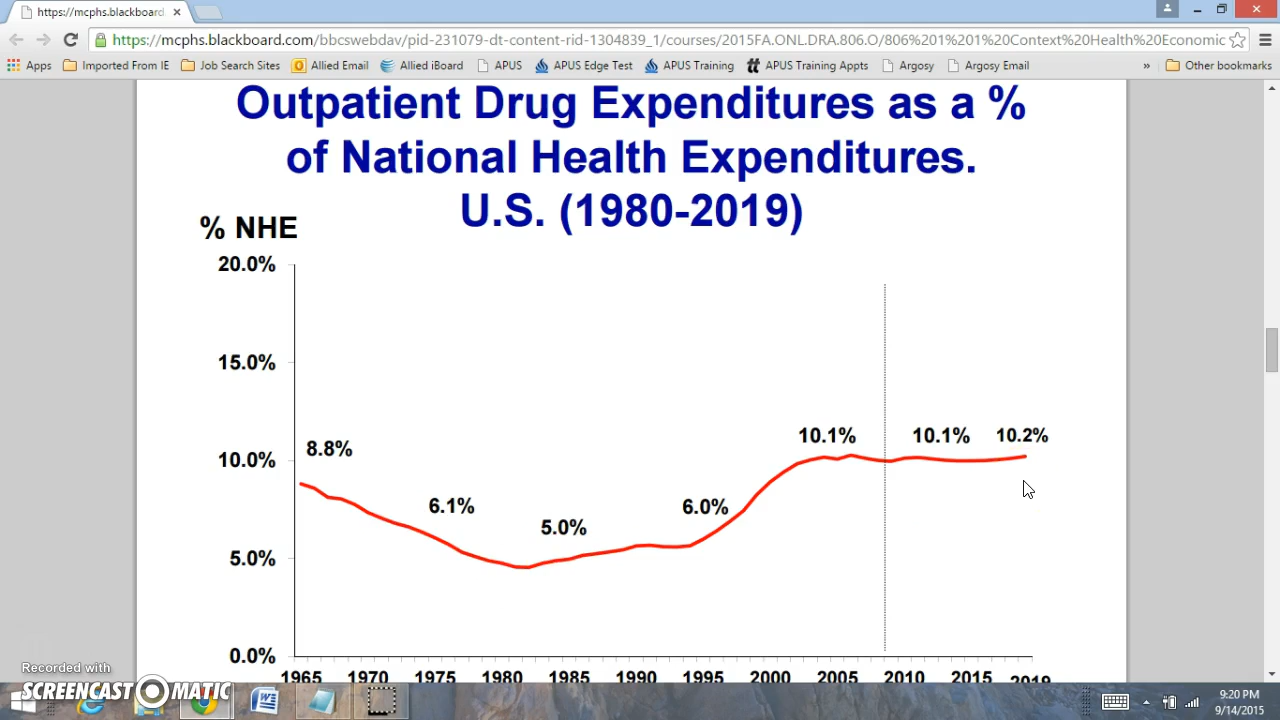 https://mcphs.blackboard
https://mcphs.blackboard.com/bbcswebdav/pid-231079-dt-content-rid-1304839_1/courses/2015FA.ONL.DRA.806.O/806%201%201%20Context%20Health%20Economic
Apps Imported From IE Job Search Sites Allied Email Allied iBoard APUS APUS Edge Test APUS Training APUS Training Appts Argosy Argosy Email » Other bookmarks
Outpatient Drug Expenditures as a %
of National Health Expenditures.
U.S. (1980-2019)
% NHE
20.0%
15.0%
10.1% 10.1% 10.2%
8.8%
10.0%
6.1% 6.0%
5.0%
5.0%
0.0%
1965 1970 1975 1980 1985 1990 1995 2000 2005 2010 2015 2019
Recorded with
SCREENCAST-O-MATIC
9:20 PM
9/14/2015